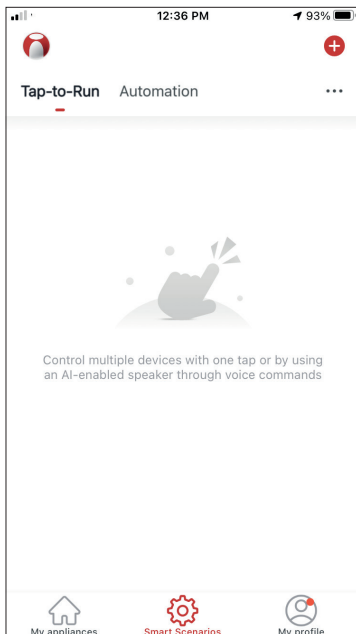 12:36 PM
93%
Tap-to-Run Automation
Control multiple devices with one tap or by using
an AI-enabled speaker through voice commands
My appliances Smart Scenarios My profile